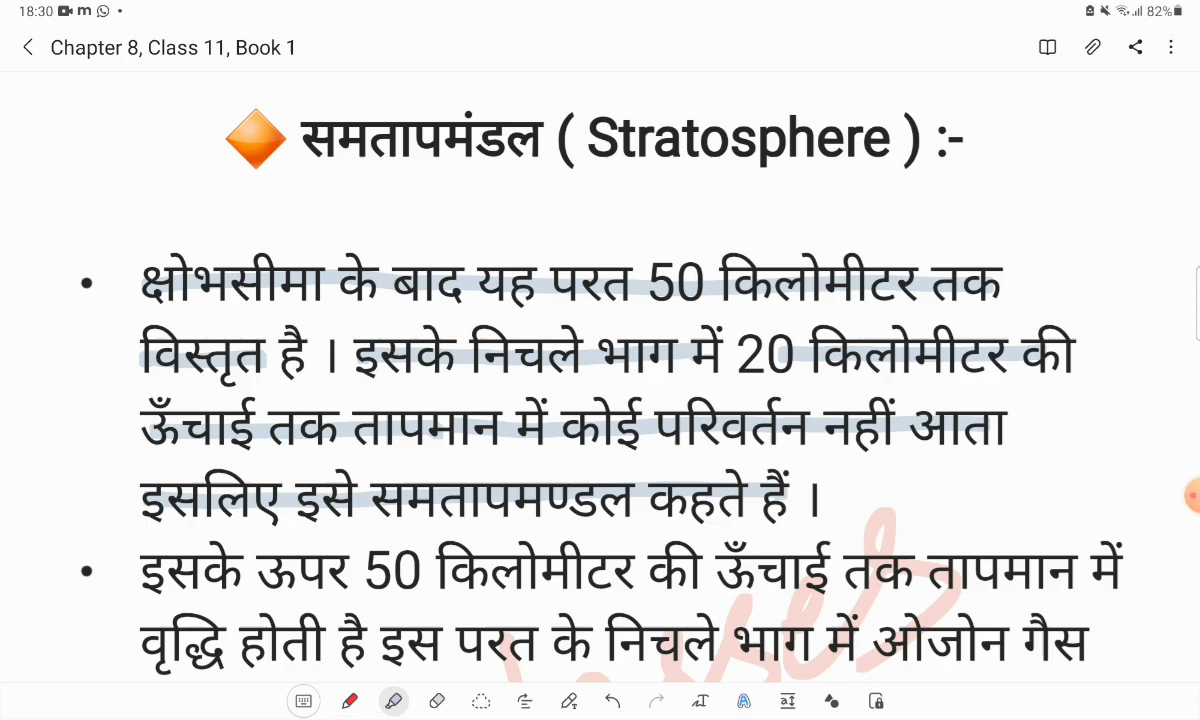 18:30 m 82%
Chapter 8, Class 11, Book 1
समतापमंडल ( Stratosphere ) :-
• क्षोभसीमा के बाद यह परत 50 किलोमीटर तक
विस्तृत है । इसके निचले भाग में 20 किलोमीटर की
ऊँचाई तक तापमान में कोई परिवर्तन नहीं आता
इसलिए इसे समतापमण्डल कहते हैं ।
• इसके ऊपर 50 किलोमीटर की ऊँचाई तक तापमान में
वृद्धि होती है इस परत के निचले भाग में ओजोन गैस